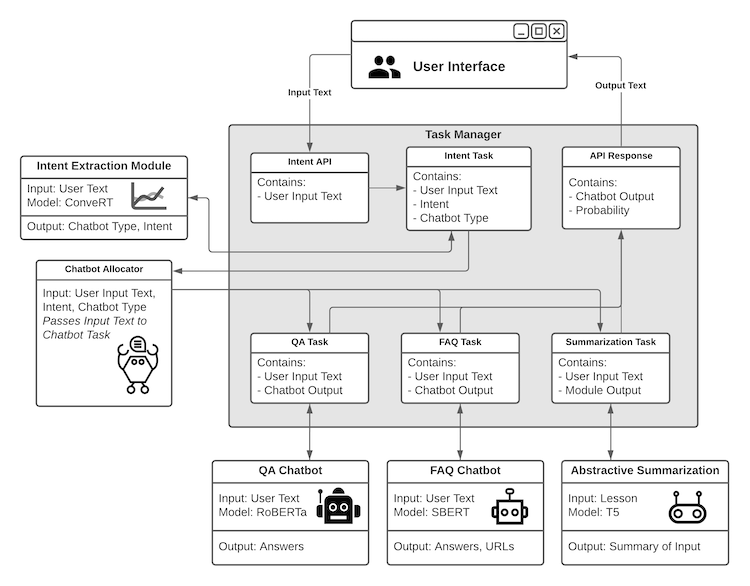 User Interface
Input Text
Output Text
Task Manager
Intent API
Contains:
- User Input Text
Intent Task
Contains:
- User Input Text
- Intent
- Chatbot Type
API Response
Contains:
- Chatbot Output
- Probability
Intent Extraction Module
Input: User Text
Model: ConveRT
Output: Chatbot Type, Intent
Chatbot Allocator
Input: User Input Text,
Intent, Chatbot Type
Passes Input Text to
Chatbot Task
QA Task
Contains:
- User Input Text
- Chatbot Output
FAQ Task
Contains:
- User Input Text
- Chatbot Output
Summarization Task
Contains:
- User Input Text
- Module Output
QA Chatbot
Input: User Text
Model: RoBERTa
Output: Answers
FAQ Chatbot
Input: User Text
Model: SBERT
Output: Answers, URLs
Abstractive Summarization
Input: Lesson
Model: T5
Output: Summary of Input